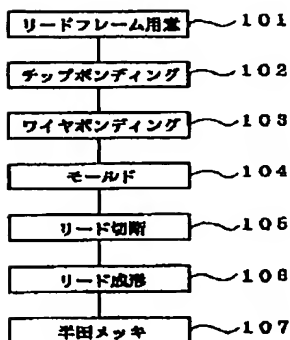 リードフレーム用意 101
チップボンディング 102
ワイヤボンディング 103
モールド 104
リード切断 105
リード成形 106
半田メッキ 107